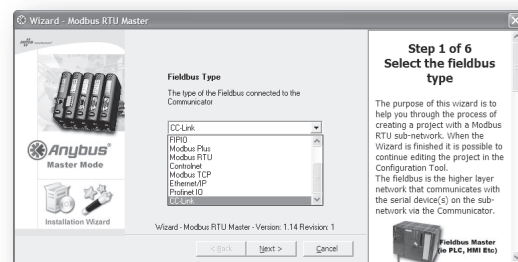 Wizard - Modbus RTU Master
Anybus®
Master Mode
Installation Wizard
Fieldbus Type
The type of the Fieldbus connected to the
Communicator
CC-Link
FIPIO
Modbus Plus
Modbus RTU
Controlnet
Modbus TCP
Ethernet/IP
Profinet IO
CC-Link
Wizard - Modbus RTU Master - Version: 1.14 Revision: 1
< Back
Next >
Cancel
Step 1 of 6
Select the fieldbus
type
The purpose of this wizard is to
help you through the process of
creating a project with a Modbus
RTU sub-network. When the
Wizard is finished it is possible to
continue editing the project in the
Configuration Tool.
The fieldbus is the higher layer
network that communicates with
the serial device(s) on the sub-
network via the Communicator.
Fieldbus Master
(ie PLC, HMI Etc)